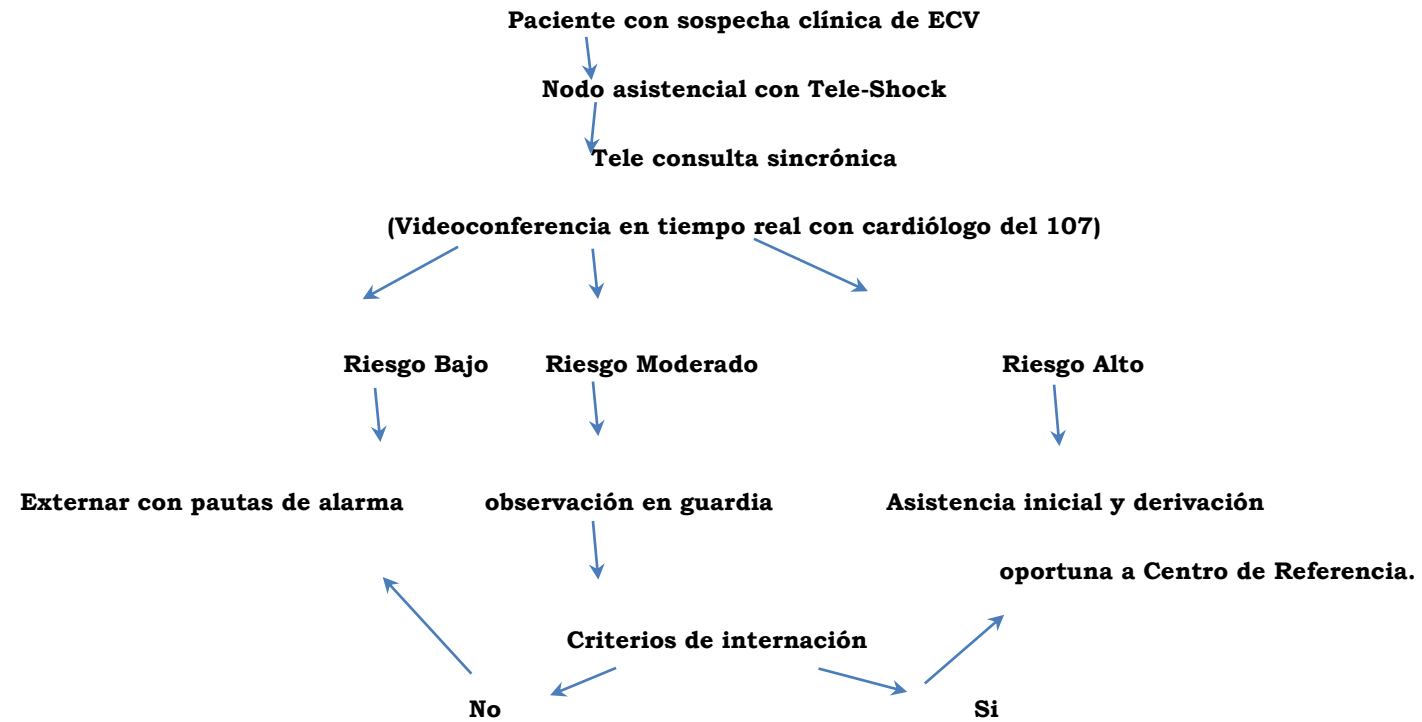 Paciente con sospecha clínica de ECV
Nodo asistencial con Tele-Shock
Tele consulta sincrónica
(Videoconferencia en tiempo real con cardiólogo del 107)
Riesgo Bajo
Riesgo Moderado
Riesgo Alto
Externar con pautas de alarma
observación en guardia
Asistencia inicial y derivación
oportuna a Centro de Referencia.
Criterios de internación
No
Si